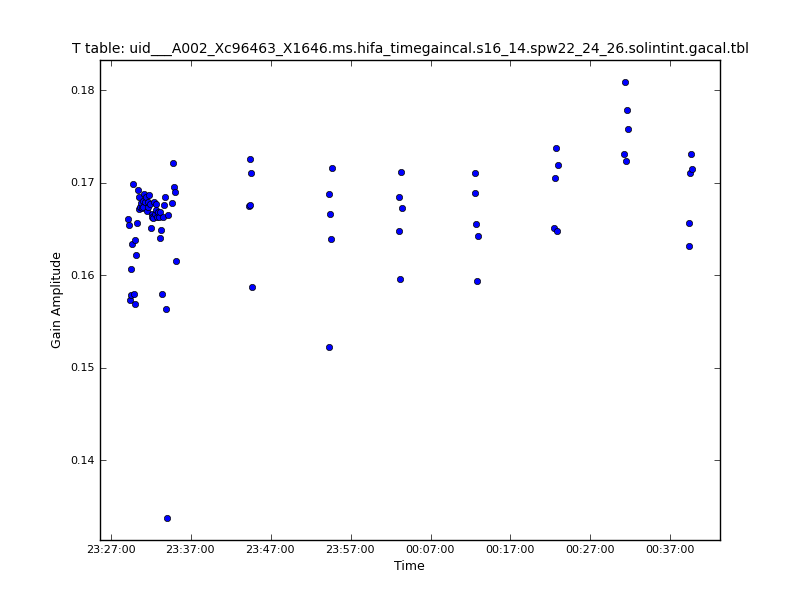 T table: uid___A002_Xc96463_X1646.ms.hifa_timegaincal.s16_14.spw22_24_26.solintint.gacal.tbl
0.18
0.17
0.16
0.15
0.14
Gain Amplitude
23:27:00 23:37:00 23:47:00 23:57:00 00:07:00 00:17:00 00:27:00 00:37:00
Time